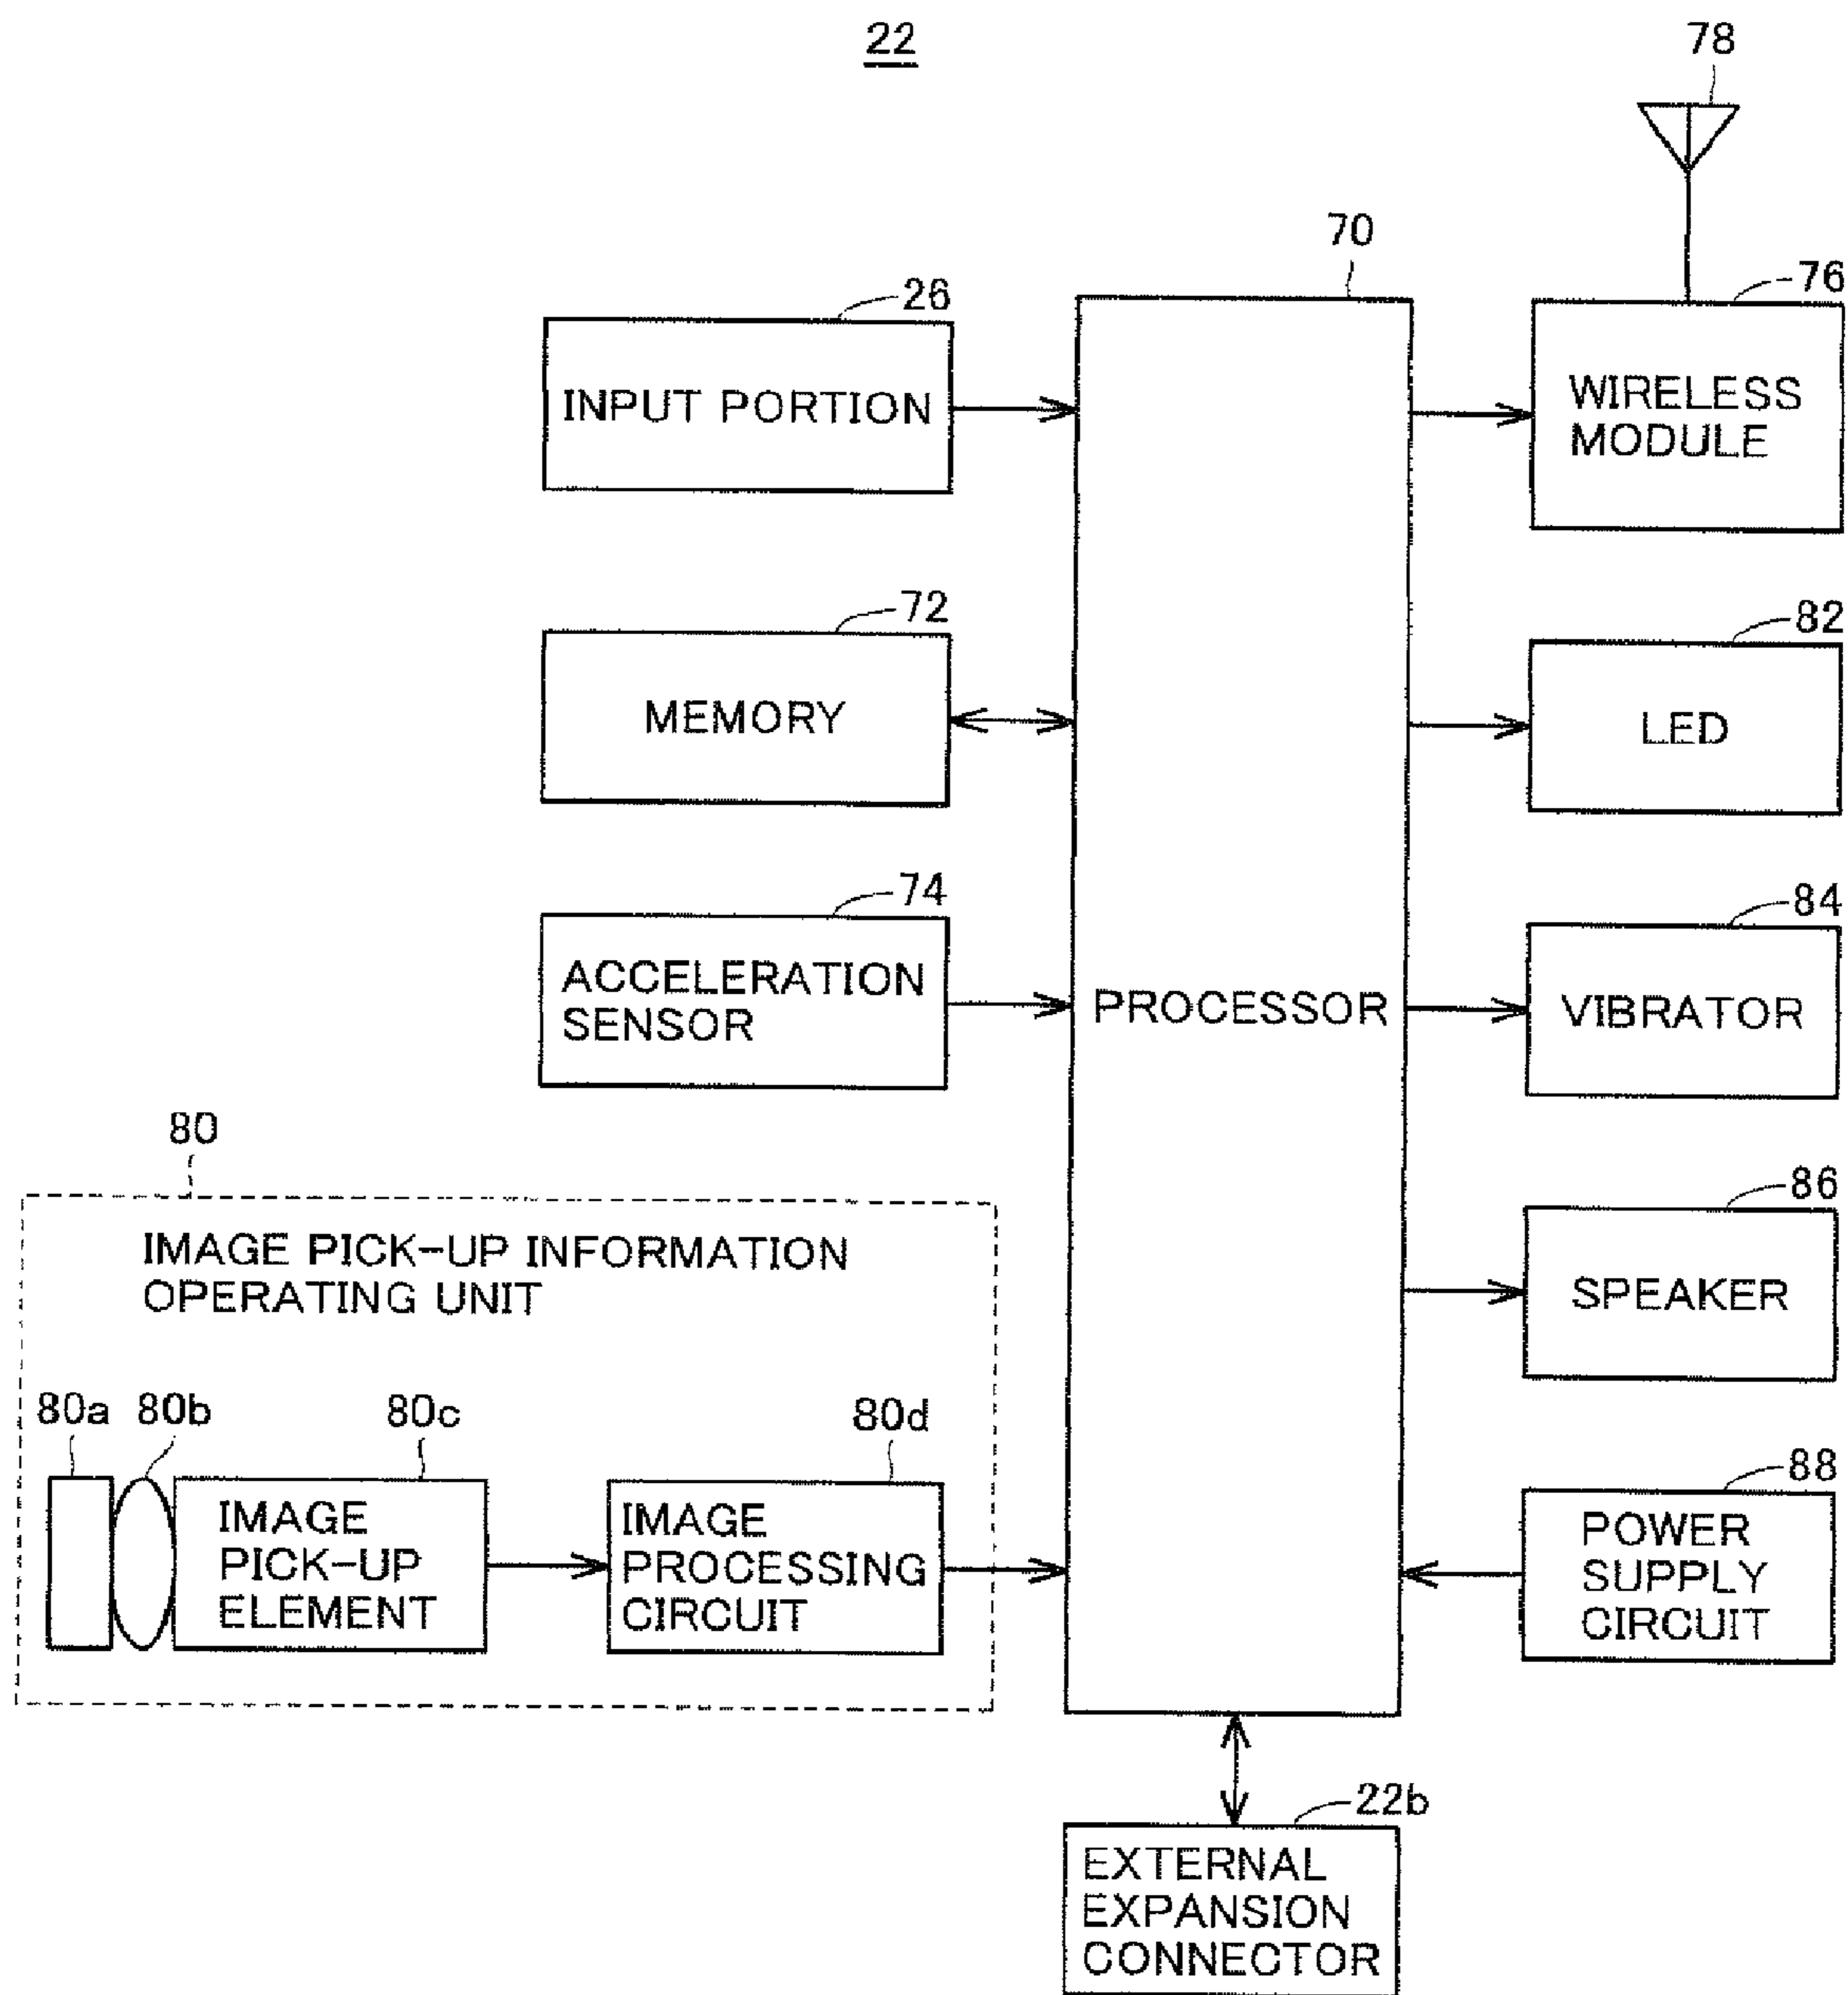 22
78
70
26
76
INPUT PORTION
WIRELESS
MODULE
72
82
MEMORY
LED
74
84
ACCELERATION
SENSOR
PROCESSOR
VIBRATOR
80
86
IMAGE PICK-UP INFORMATION
OPERATING UNIT
SPEAKER
80a
80b
80c
80d
88
IMAGE
PICK-UP
ELEMENT
IMAGE
PROCESSING
CIRCUIT
POWER
SUPPLY
CIRCUIT
22b
EXTERNAL
EXPANSION
CONNECTOR